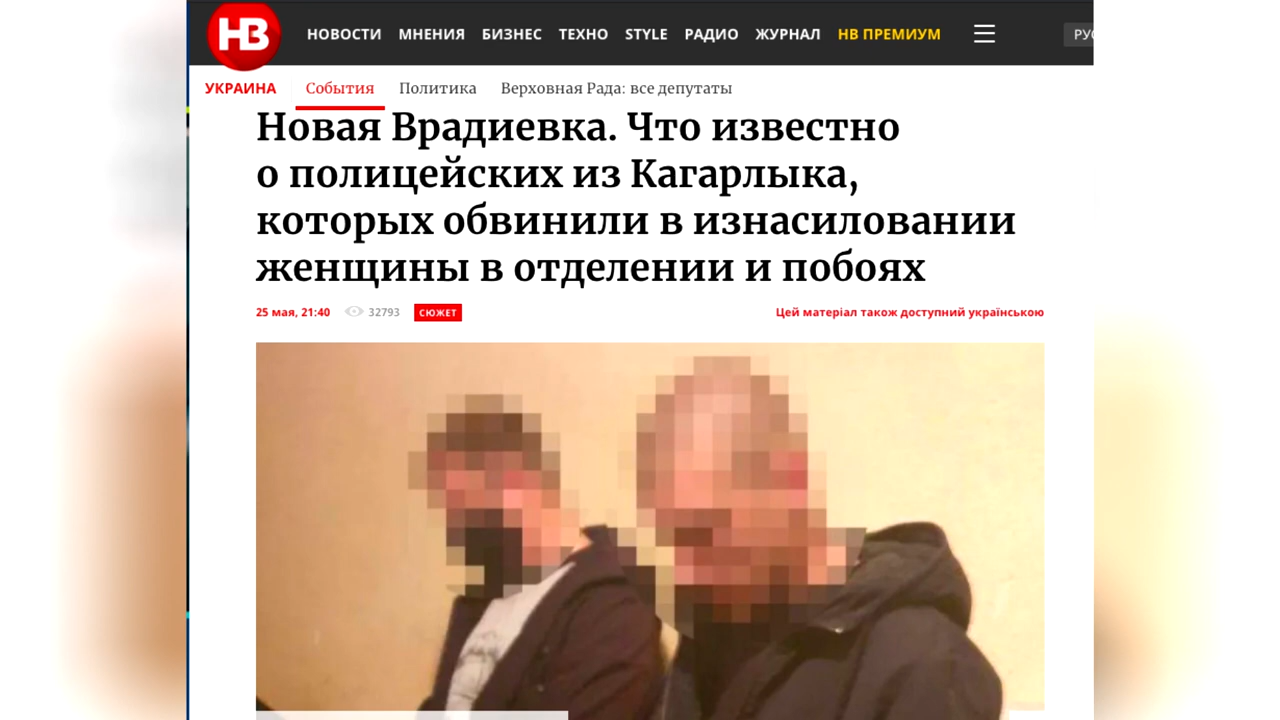 НВ
НОВОСТИ МНЕНИЯ БИЗНЕС ТЕХНО STYLE РАДИО ЖУРНАЛ НВ ПРЕМИУМ
УКРАИНА События Политика Верховная Рада: все депутаты
Новая Врадиевка. Что известно
о полицейских из Кагарлыка,
которых обвинили в изнасиловании
женщины в отделении и побоях
25 мая, 21:40 32793 СЮЖЕТ Цей матеріал також доступний українською